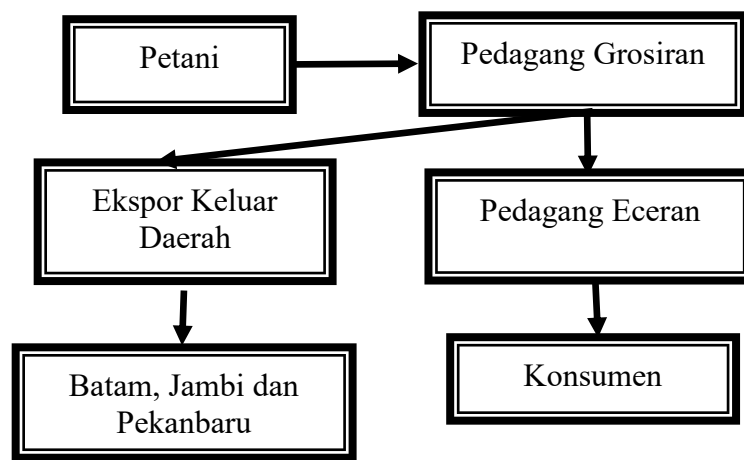 Petani
Pedagang Grosiran
Ekspor Keluar
Daerah
Pedagang Eceran
Batam, Jambi dan
Pekanbaru
Konsumen